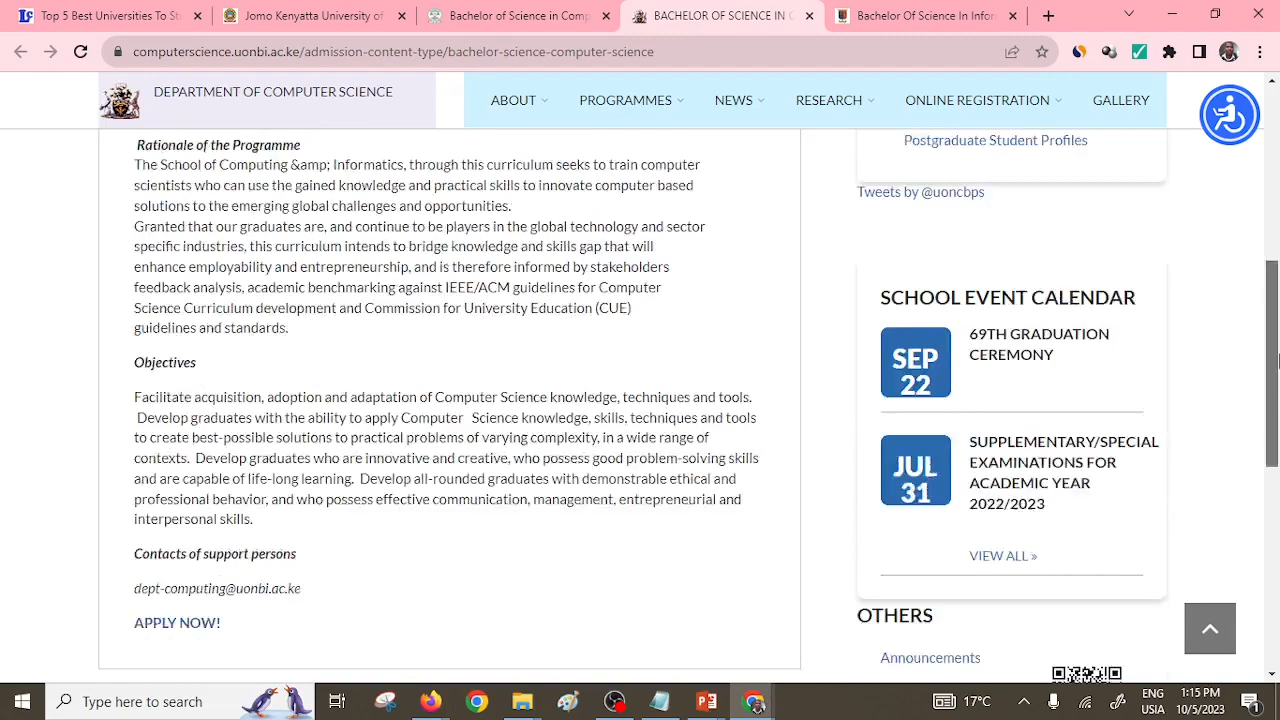 Top 5 Best Universities To St
Jomo Kenyatta University of
Bachelor of Science in Comp
BACHELOR OF SCIENCE IN C
Bachelor Of Science In Infor
computerscience.uonbi.ac.ke/admission-content-type/bachelor-science-computer-science
DEPARTMENT OF COMPUTER SCIENCE
ABOUT
PROGRAMMES
NEWS
RESEARCH
ONLINE REGISTRATION
GALLERY
Rationale of the Programme
The School of Computing &amp; Informatics, through this curriculum seeks to train computer
scientists who can use the gained knowledge and practical skills to innovate computer based
solutions to the emerging global challenges and opportunities.
Granted that our graduates are, and continue to be players in the global technology and sector
specific industries, this curriculum intends to bridge knowledge and skills gap that will
enhance employability and entrepreneurship, and is therefore informed by stakeholders
feedback analysis, academic benchmarking against IEEE/ACM guidelines for Computer
Science Curriculum development and Commission for University Education (CUE)
guidelines and standards.
Objectives
Facilitate acquisition, adoption and adaptation of Computer Science knowledge, techniques and tools.
Develop graduates with the ability to apply Computer Science knowledge, skills, techniques and tools
to create best-possible solutions to practical problems of varying complexity, in a wide range of
contexts. Develop graduates who are innovative and creative, who possess good problem-solving skills
and are capable of life-long learning. Develop all-rounded graduates with demonstrable ethical and
professional behavior, and who possess effective communication, management, entrepreneurial and
interpersonal skills.
Contacts of support persons
dept-computing@uonbi.ac.ke
APPLY NOW!
Postgraduate Student Profiles
Tweets by @uoncbps
SCHOOL EVENT CALENDAR
SEP
22
69TH GRADUATION
CEREMONY
JUL
31
SUPPLEMENTARY/SPECIAL
EXAMINATIONS FOR
ACADEMIC YEAR
2022/2023
VIEW ALL »
OTHERS
Announcements
Type here to search
17°C
ENG
USIA
1:15 PM
10/5/2023
1